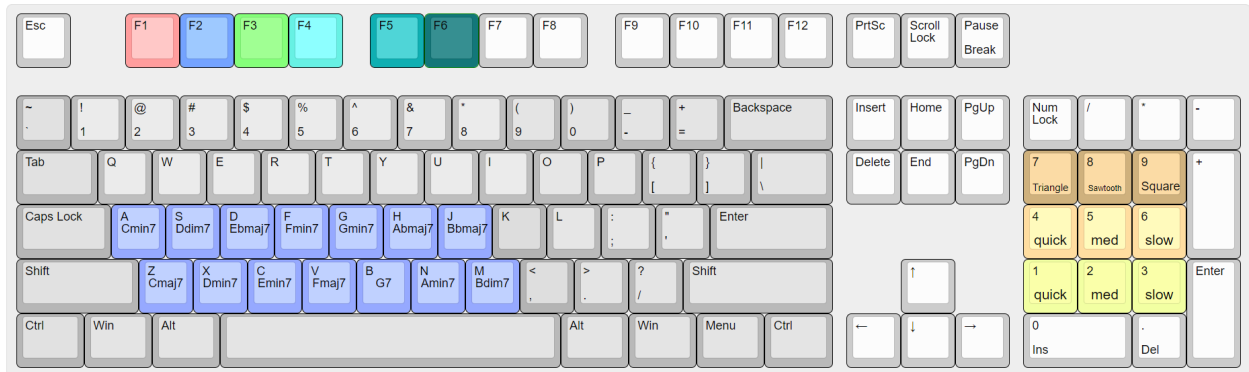 Esc F1 F2 F3 F4 F5 F6 F7 F8 F9 F10 F11 F12 PrtSc Scroll Pause
Lock Break
~ ! @ # $ % ^ & * ( ) _ + Backspace Insert Home PgUp Num / * -
` 1 2 3 4 5 6 7 8 9 0 - = Lock
Tab Q W E R T Y U I O P { } | Delete End PgDn 7 8 9 +
[ ] \ Triangle Sawtooth Square
Caps Lock A S D F G H J K L : " Enter 4 5 6
Cmin7 Ddim7 Ebmaj7 Fmin7 Gmin7 Abmaj7 Bbmaj7 ; ' quick med slow
Shift Z X C V B N M < > ? Shift ↑ 1 2 3 Enter
Cmaj7 Dmin7 Emin7 Fmaj7 G7 Amin7 Bdim7 , . / quick med slow
Ctrl Win Alt Alt Win Menu Ctrl ← ↓ → 0 .
Ins Del